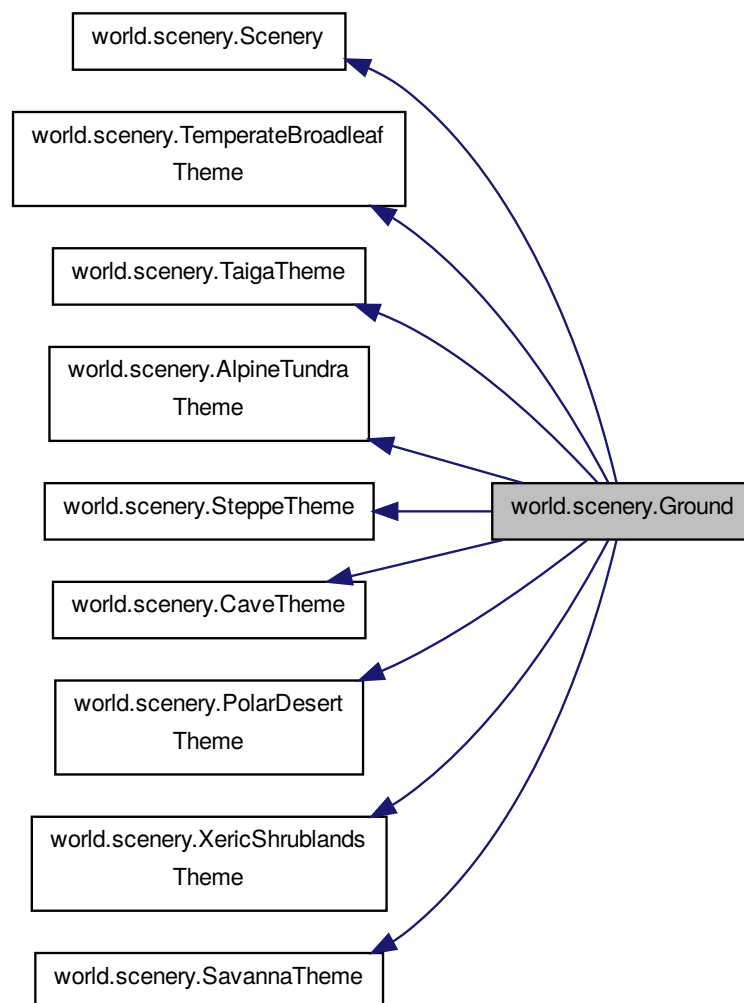 world.scenery.Scenery
world.scenery.TemperateBroadleaf
Theme
world.scenery.TaigaTheme
world.scenery.AlpineTundra
Theme
world.scenery.SteppeTheme
world.scenery.Ground
world.scenery.CaveTheme
world.scenery.PolarDesert
Theme
world.scenery.XericShrublands
Theme
world.scenery.SavannaTheme